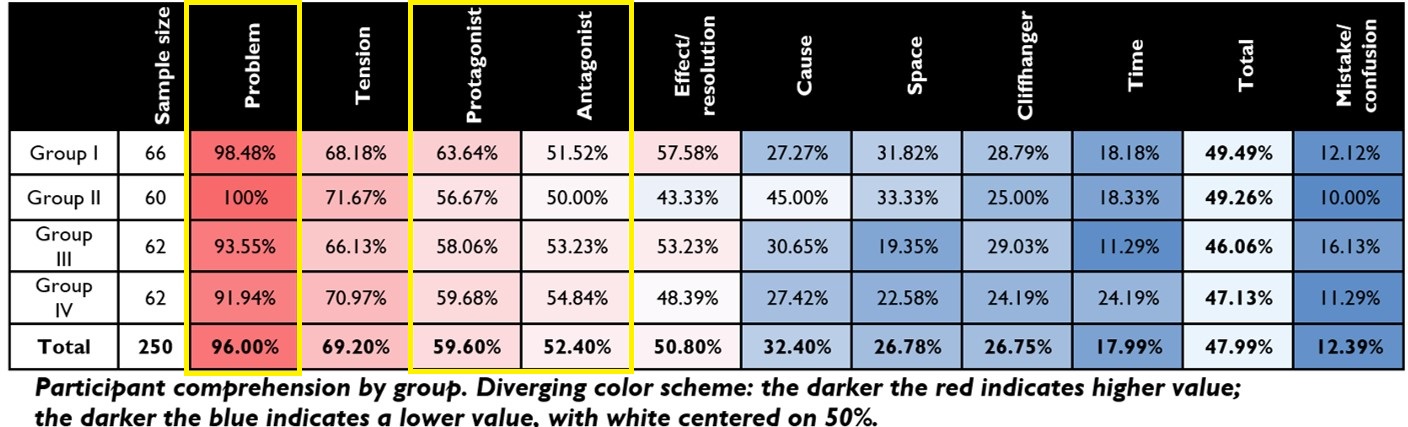 Sample size Problem Tension Protagonist Antagonist Effect/ resolution Cause Space Cliffhanger Time Total Mistake/ confusion
Group I 66 98.48% 68.18% 63.64% 51.52% 57.58% 27.27% 31.82% 28.79% 18.18% 49.49% 12.12%
Group II 60 100% 71.67% 56.67% 50.00% 43.33% 45.00% 33.33% 25.00% 18.33% 49.26% 10.00%
Group III 62 93.55% 66.13% 58.06% 53.23% 53.23% 30.65% 19.35% 29.03% 11.29% 46.06% 16.13%
Group IV 62 91.94% 70.97% 59.68% 54.84% 48.39% 27.42% 22.58% 24.19% 24.19% 47.13% 11.29%
Total 250 96.00% 69.20% 59.60% 52.40% 50.80% 32.40% 26.78% 26.75% 17.99% 47.99% 12.39%
Participant comprehension by group. Diverging color scheme: the darker the red indicates higher value;
the darker the blue indicates a lower value, with white centered on 50%.